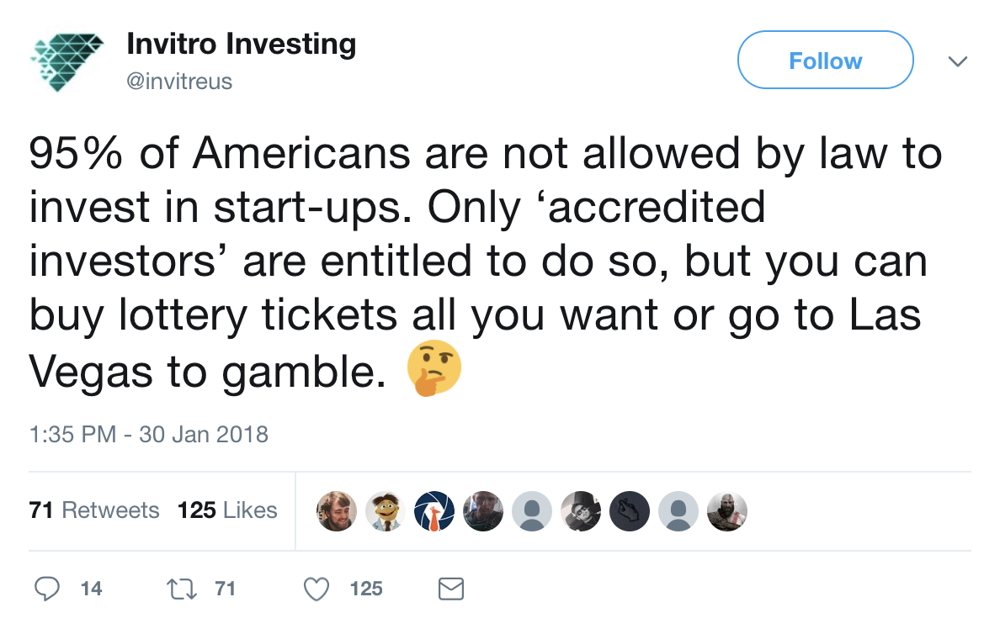 Invitro Investing
@invitreus
Follow
95% of Americans are not allowed by law to
invest in start-ups. Only ‘accredited
investors’ are entitled to do so, but you can
buy lottery tickets all you want or go to Las
Vegas to gamble. 🤔
1:35 PM - 30 Jan 2018
71 Retweets 125 Likes
14 71 125